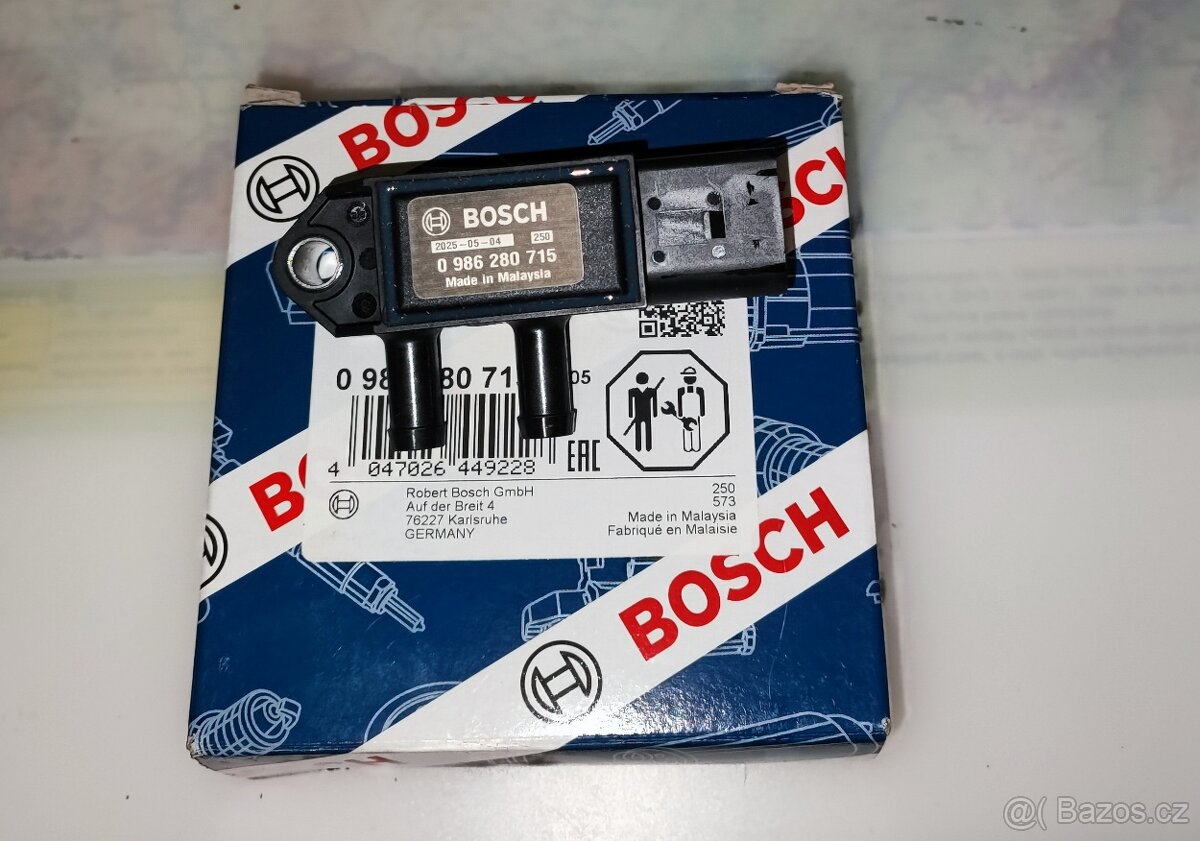 BOSCH
BOSCH
2025-05-04 250
0 986 280 715
Made in Malaysia
05
4 047026 449228
EAC
Robert Bosch GmbH
Auf der Breit 4
76227 Karlsruhe
GERMANY
250
573
Made in Malaysia
Fabriqué en Malaisie
BOSCH
@( Bazos.cz